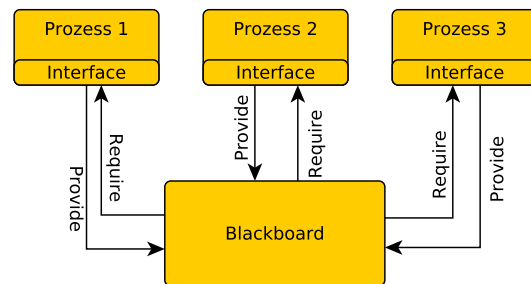 Prozess 1
Interface
Prozess 2
Interface
Prozess 3
Interface
Provide
Require
Provide
Require
Require
Provide
Blackboard